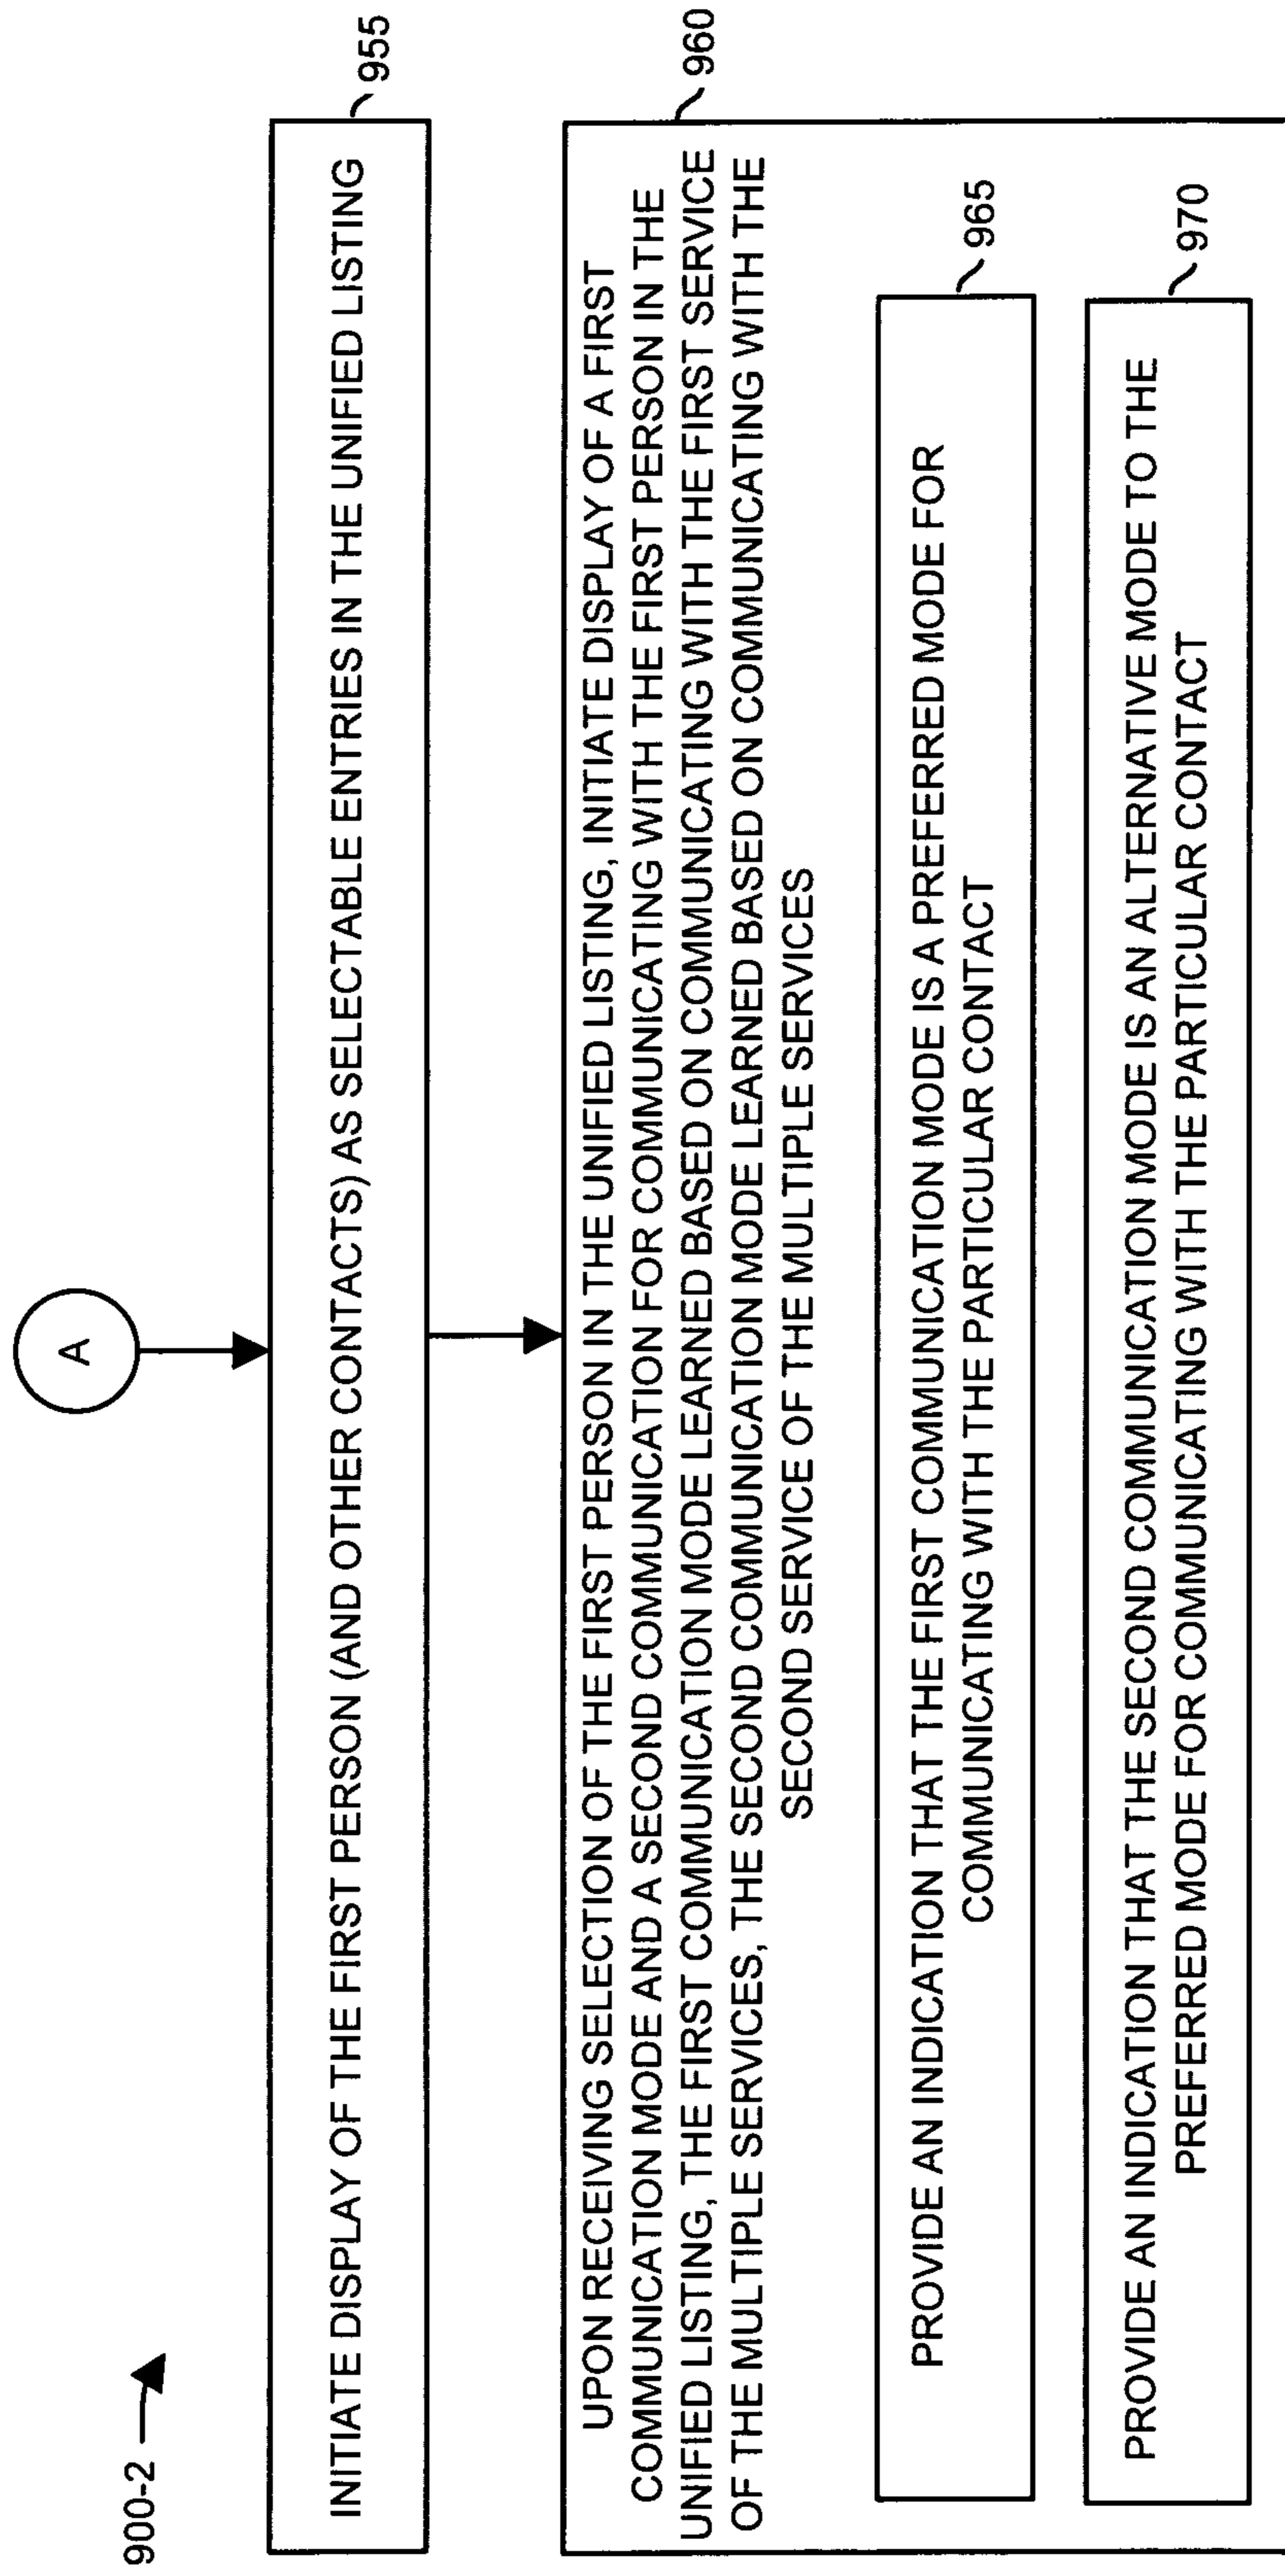 900-2
A
955
INITIATE DISPLAY OF THE FIRST PERSON (AND OTHER CONTACTS) AS SELECTABLE ENTRIES IN THE UNIFIED LISTING
960
UPON RECEIVING SELECTION OF THE FIRST PERSON IN THE UNIFIED LISTING, INITIATE DISPLAY OF A FIRST
COMMUNICATION MODE AND A SECOND COMMUNICATION FOR COMMUNICATING WITH THE FIRST PERSON IN THE
UNIFIED LISTING, THE FIRST COMMUNICATION MODE LEARNED BASED ON COMMUNICATING WITH THE FIRST SERVICE
OF THE MULTIPLE SERVICES, THE SECOND COMMUNICATION MODE LEARNED BASED ON COMMUNICATING WITH THE
SECOND SERVICE OF THE MULTIPLE SERVICES
965
PROVIDE AN INDICATION THAT THE FIRST COMMUNICATION MODE IS A PREFERRED MODE FOR
COMMUNICATING WITH THE PARTICULAR CONTACT
970
PROVIDE AN INDICATION THAT THE SECOND COMMUNICATION MODE IS AN ALTERNATIVE MODE TO THE
PREFERRED MODE FOR COMMUNICATING WITH THE PARTICULAR CONTACT